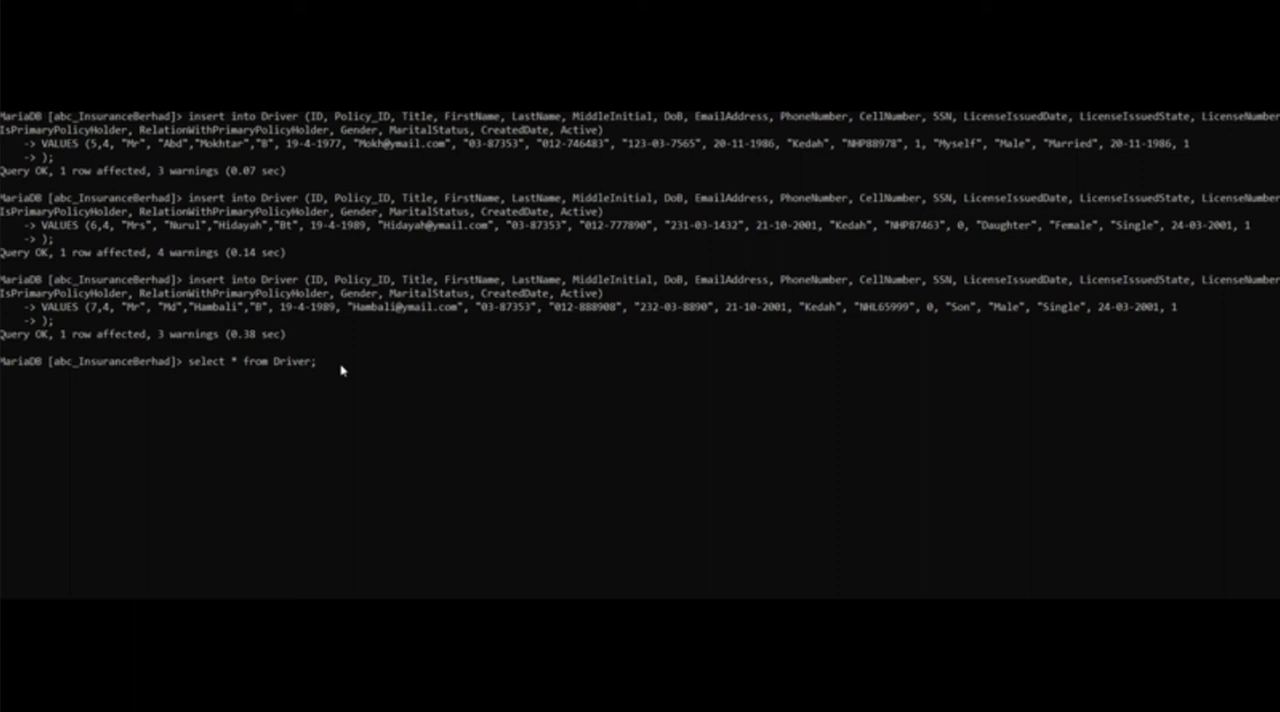 MariaDB [abc_InsuranceBerhad]> insert into Driver (ID, Policy_ID, Title, FirstName, LastName, MiddleInitial, DoB, EmailAddress, PhoneNumber, CellNumber, SSN, LicenseIssuedDate, LicenseIssuedState, LicenseNumber
IsPrimaryPolicyHolder, RelationWithPrimaryPolicyHolder, Gender, MaritalStatus, CreatedDate, Active)
-> VALUES (5,4, "Mr", "Abd","Mokhtar","B", 19-4-1977, "Mokh@ymail.com", "03-87353", "012-746483", "123-03-7565", 20-11-1986, "Kedah", "NHP88978", 1, "Myself", "Male", "Married", 20-11-1986, 1
-> );
Query OK, 1 row affected, 3 warnings (0.07 sec)
MariaDB [abc_InsuranceBerhad]> insert into Driver (ID, Policy_ID, Title, FirstName, LastName, MiddleInitial, DoB, EmailAddress, PhoneNumber, CellNumber, SSN, LicenseIssuedDate, LicenseIssuedState, LicenseNumber
IsPrimaryPolicyHolder, RelationWithPrimaryPolicyHolder, Gender, MaritalStatus, CreatedDate, Active)
-> VALUES (6,4, "Mrs", "Nurul","Hidayah","Bt", 19-4-1989, "Hidayah@ymail.com", "03-87353", "012-777890", "231-03-1432", 21-10-2001, "Kedah", "NHP87463", 0, "Daughter", "Female", "Single", 24-03-2001, 1
-> );
Query OK, 1 row affected, 4 warnings (0.14 sec)
MariaDB [abc_InsuranceBerhad]> insert into Driver (ID, Policy_ID, Title, FirstName, LastName, MiddleInitial, DoB, EmailAddress, PhoneNumber, CellNumber, SSN, LicenseIssuedDate, LicenseIssuedState, LicenseNumber
IsPrimaryPolicyHolder, RelationWithPrimaryPolicyHolder, Gender, MaritalStatus, CreatedDate, Active)
-> VALUES (7,4, "Mr", "Md","Hambali","B", 19-4-1989, "Hambali@ymail.com", "03-87353", "012-888908", "232-03-8890", 21-10-2001, "Kedah", "NHL65999", 0, "Son", "Male", "Single", 24-03-2001, 1
-> );
Query OK, 1 row affected, 3 warnings (0.38 sec)
MariaDB [abc_InsuranceBerhad]> select * from Driver;